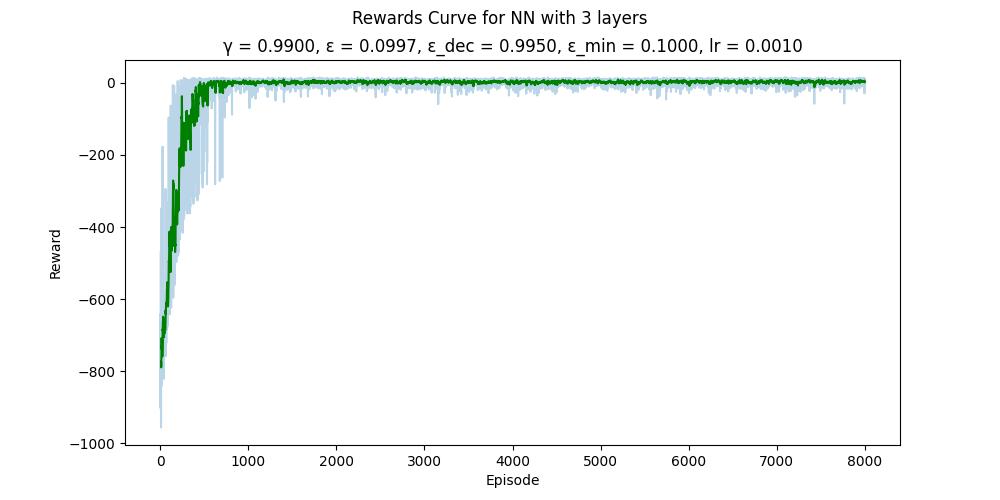 Rewards Curve for NN with 3 layers
γ = 0.9900, ε = 0.0997, ε_dec = 0.9950, ε_min = 0.1000, lr = 0.0010
0
−200
−400
−600
−800
−1000
Reward
0 1000 2000 3000 4000 5000 6000 7000 8000
Episode